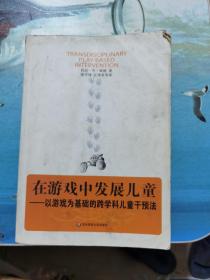 TRANSDISCIPLINARY
PLAY-BASED
INTERVENTION
在游戏中发展儿童
——以游戏为基础的跨学科儿童干预法